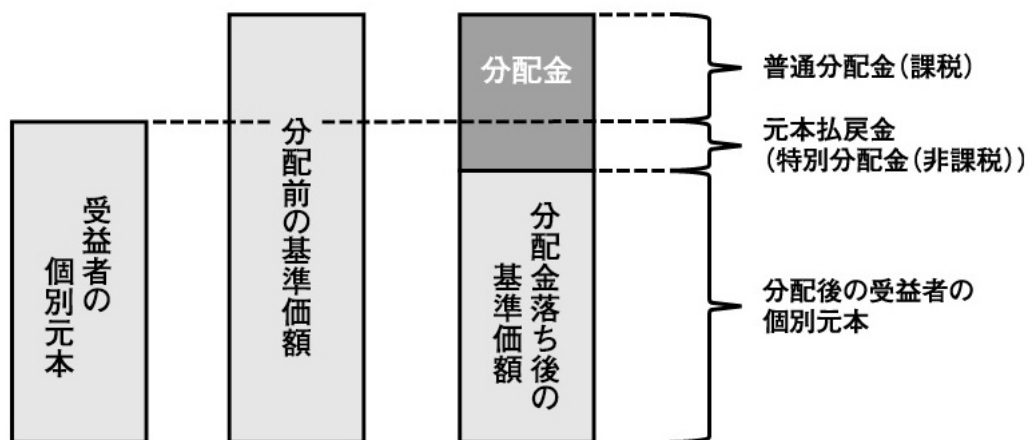 受益者の
個別元本
分配前の基準価額
分配金
分配金落ち後の
基準価額
普通分配金(課税)
元本払戻金
(特別分配金(非課税))
分配後の受益者の
個別元本